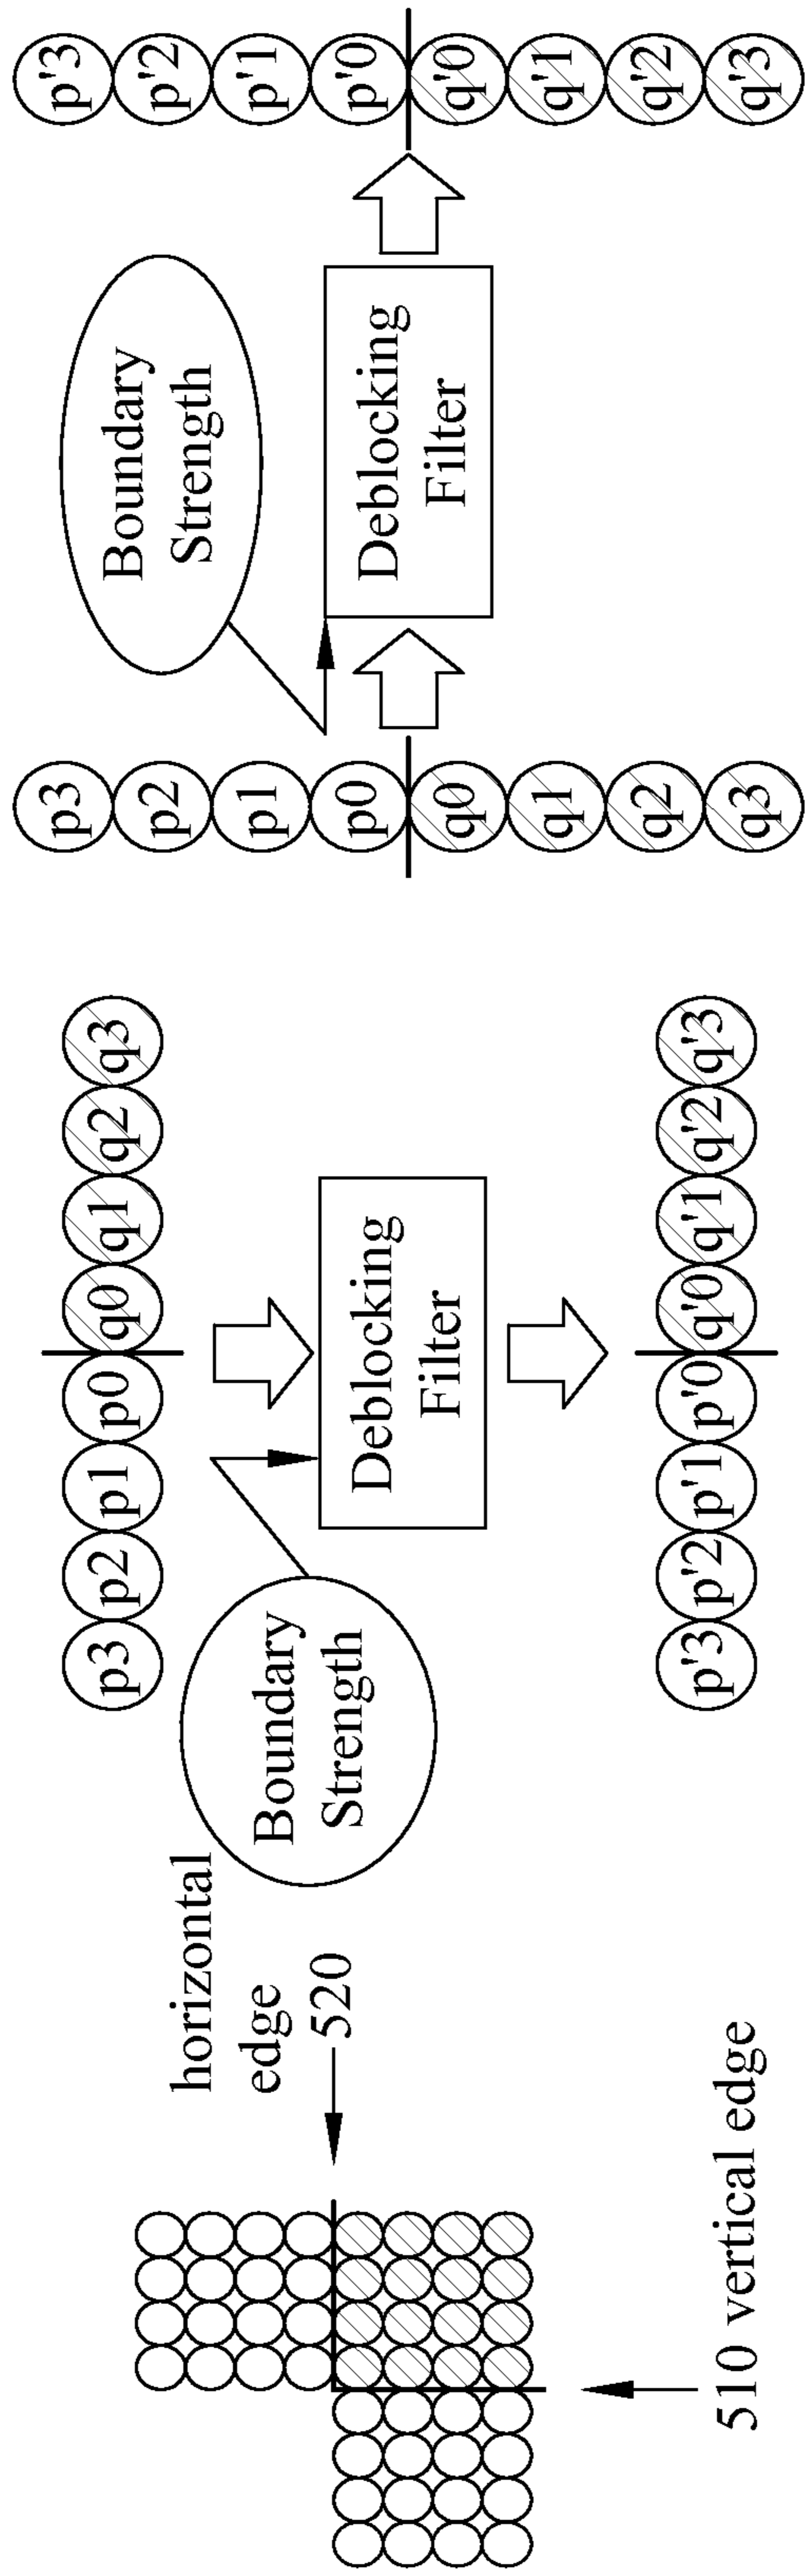 horizontal
edge
520
510 vertical edge
p3 p2 p1 p0 q0 q1 q2 q3
Boundary
Strength
Deblocking
Filter
p'3 p'2 p'1 p'0 q'0 q'1 q'2 q'3
p3
p2
p1
p0
q0
q1
q2
q3
Boundary
Strength
Deblocking
Filter
p'3
p'2
p'1
p'0
q'0
q'1
q'2
q'3